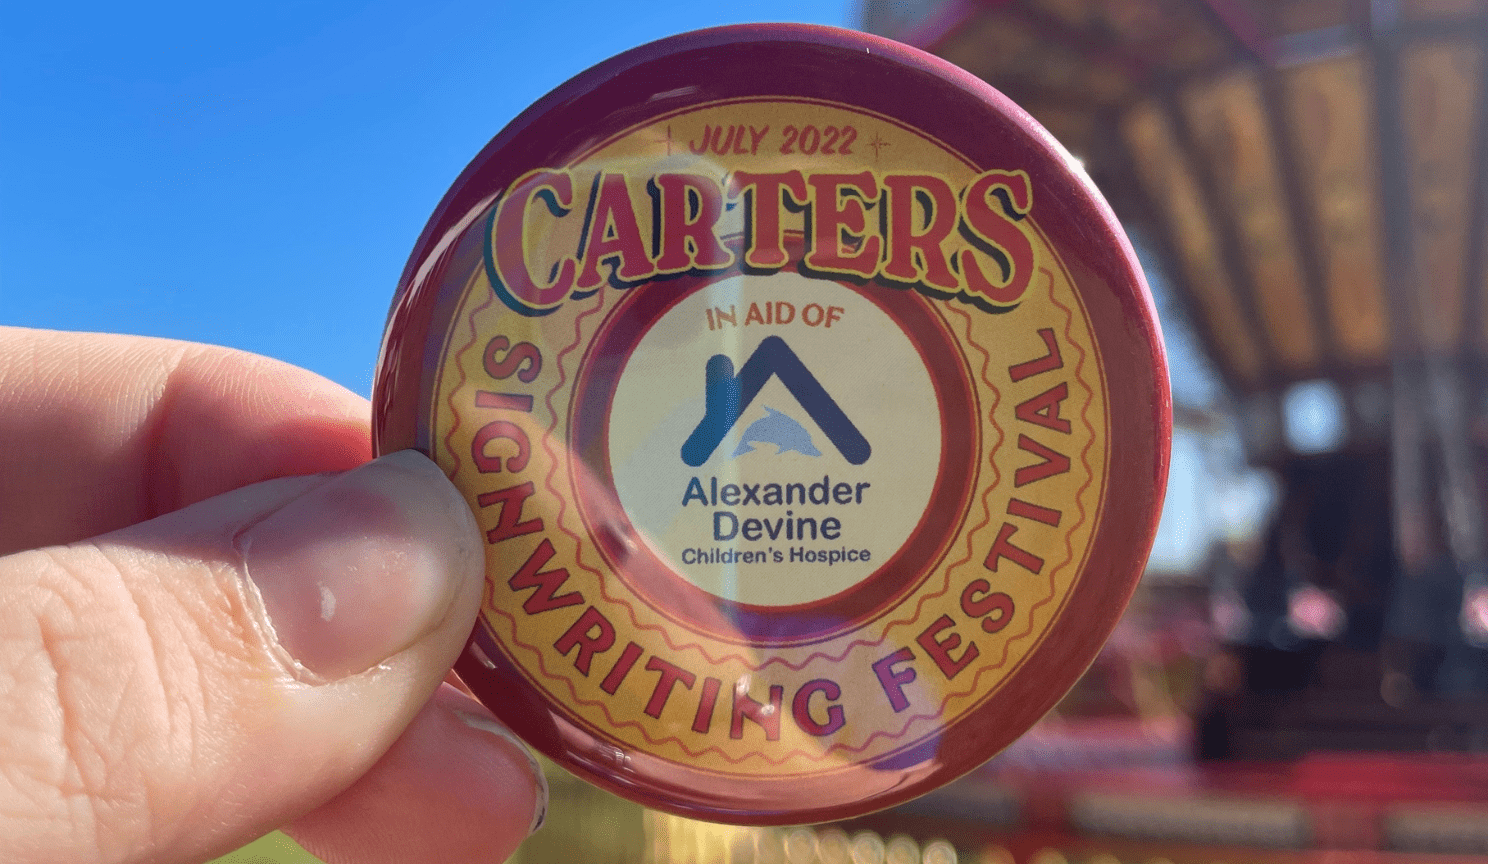 JULY 2022
CARTERS
SIGNWRITING FESTIVAL
IN AID OF
Alexander
Devine
Children's Hospice